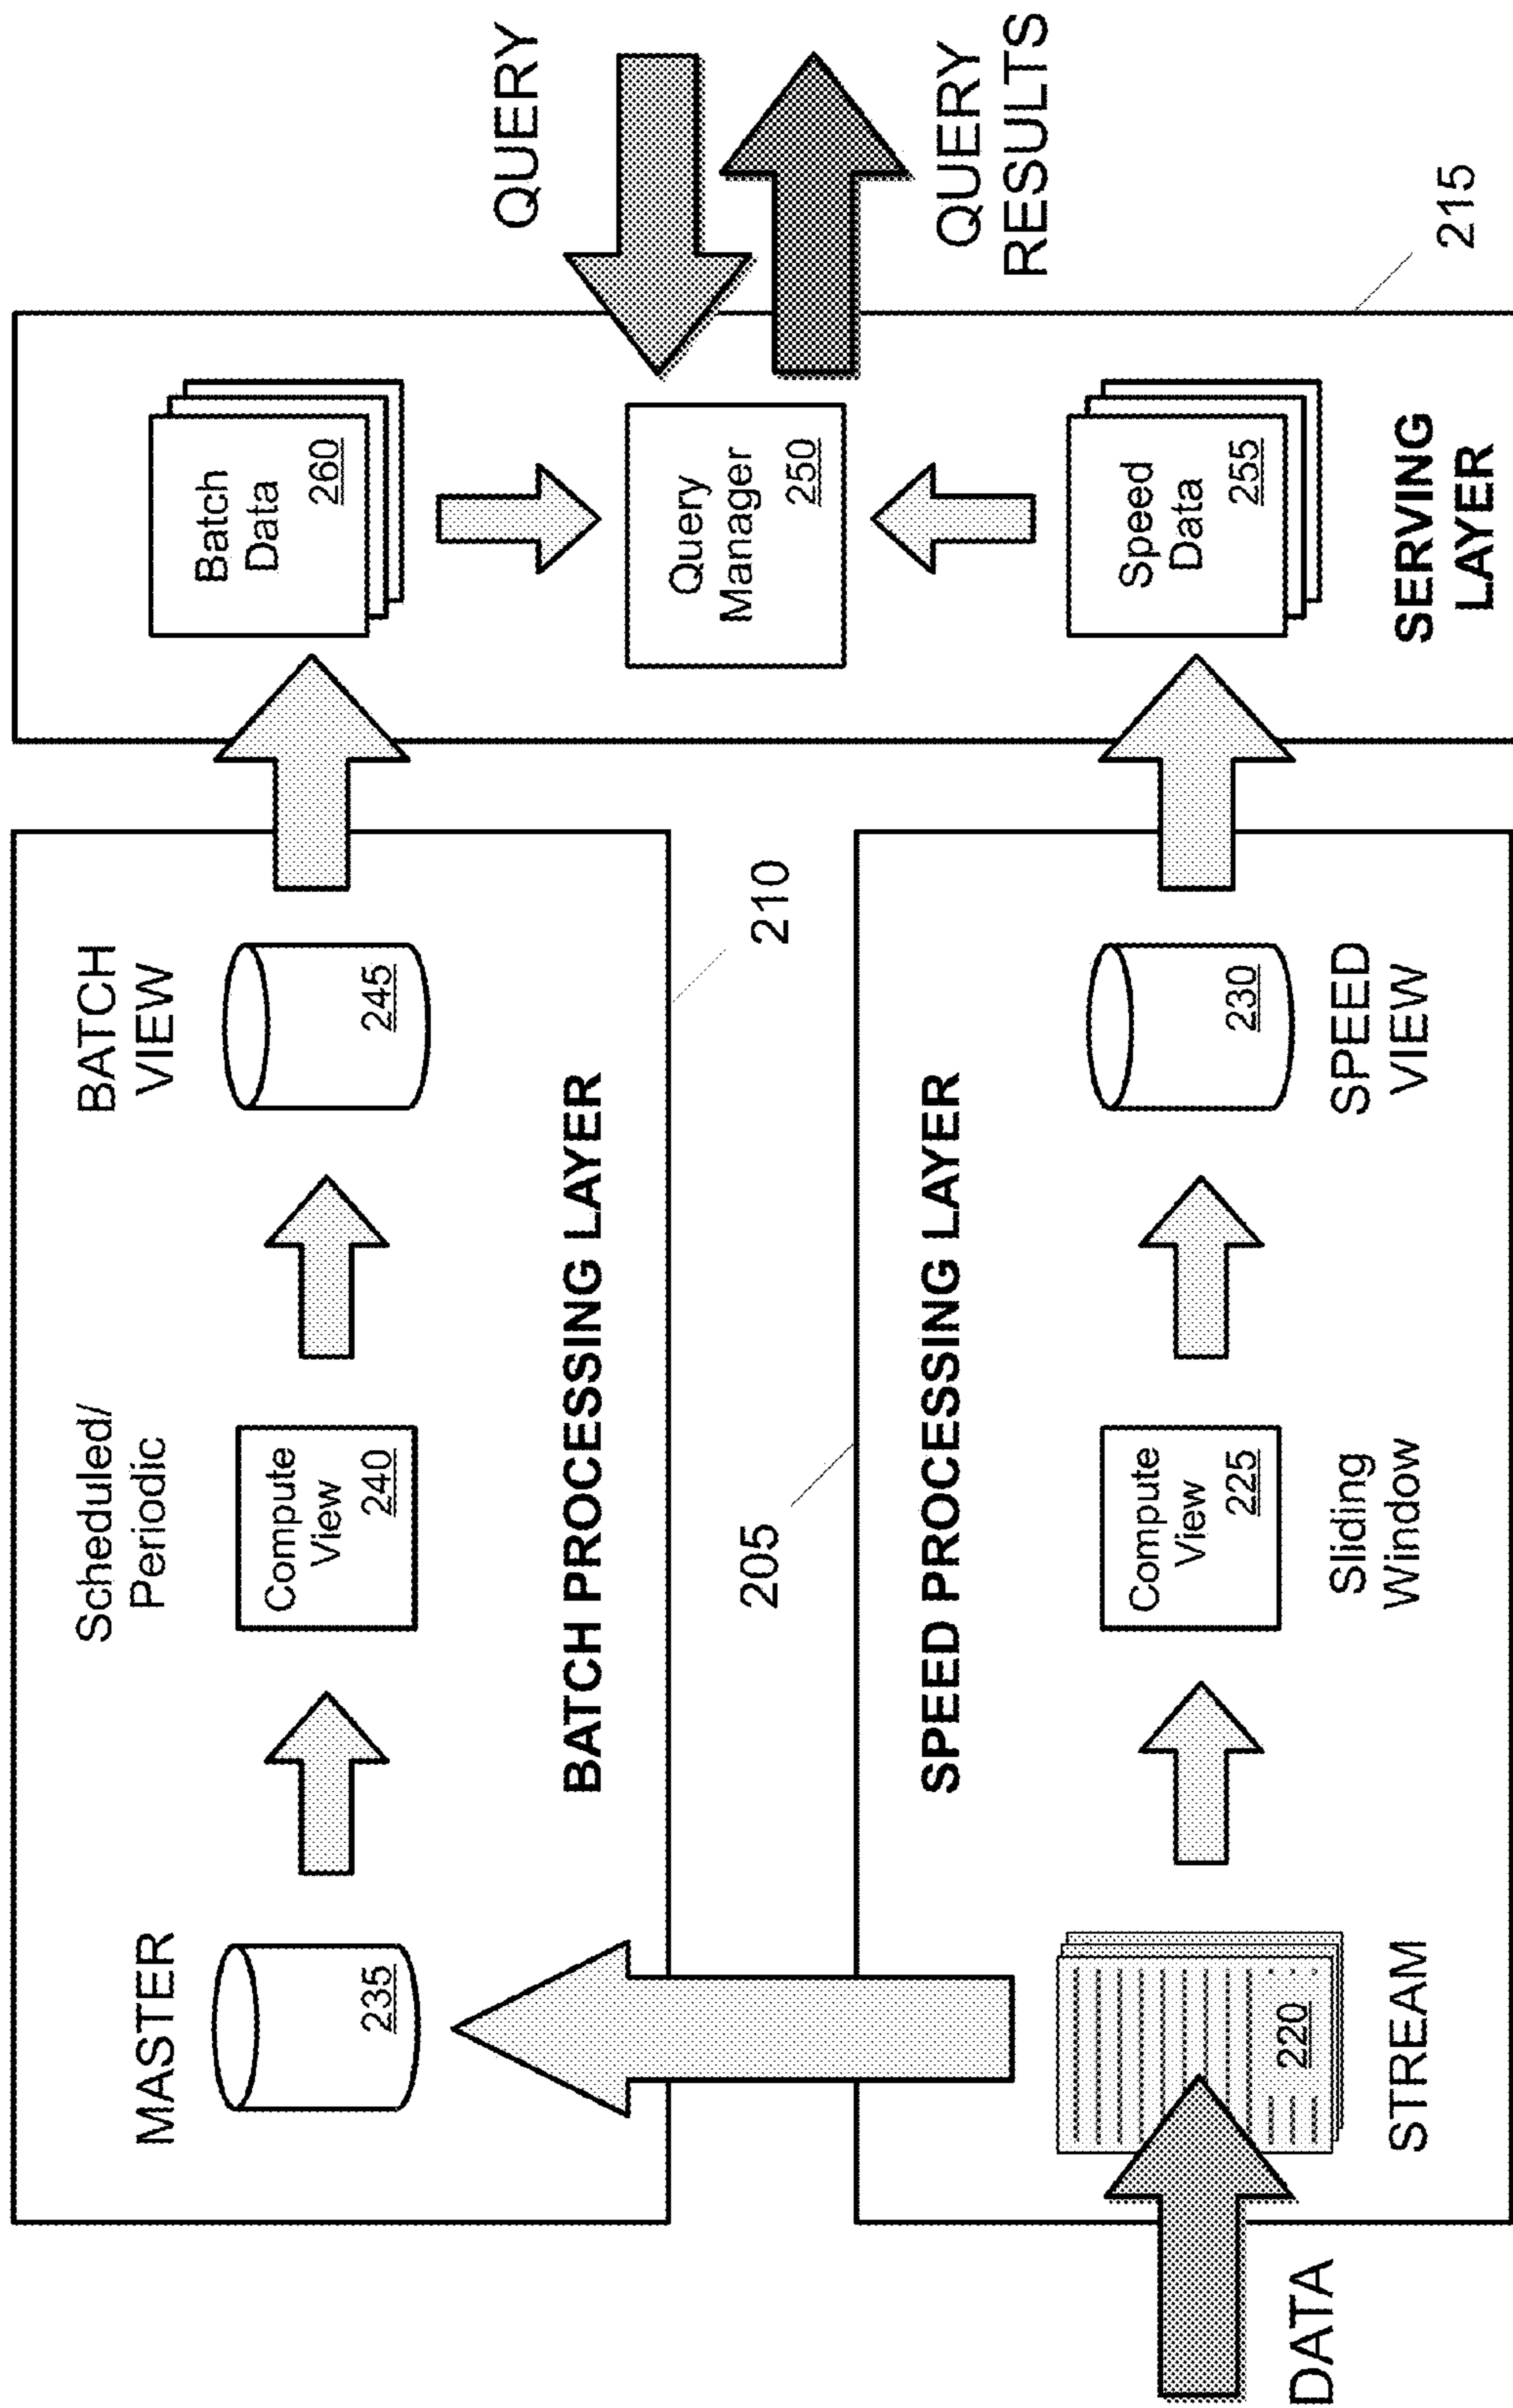 MASTER
235
Scheduled/
Periodic
Compute
View
240
BATCH
VIEW
245
BATCH PROCESSING LAYER
210
205
SPEED PROCESSING LAYER
DATA
220
STREAM
Compute
View
225
Sliding
Window
230
SPEED
VIEW
Batch
Data
260
Query
Manager
250
Speed
Data
255
SERVING
LAYER
215
QUERY
QUERY
RESULTS